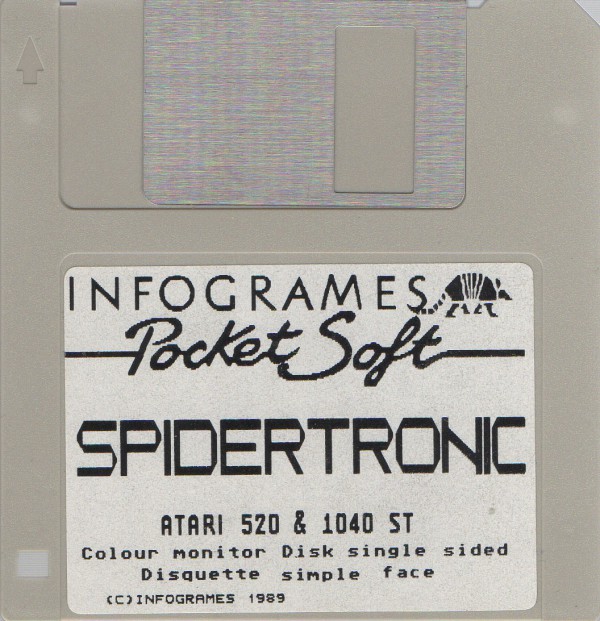 INFOGRAMES
Pocket Soft
SPIDERTRONIC
ATARI 520 & 1040 ST
Colour monitor Disk single sided
Disquette simple face
(C)INFOGRAMES 1989